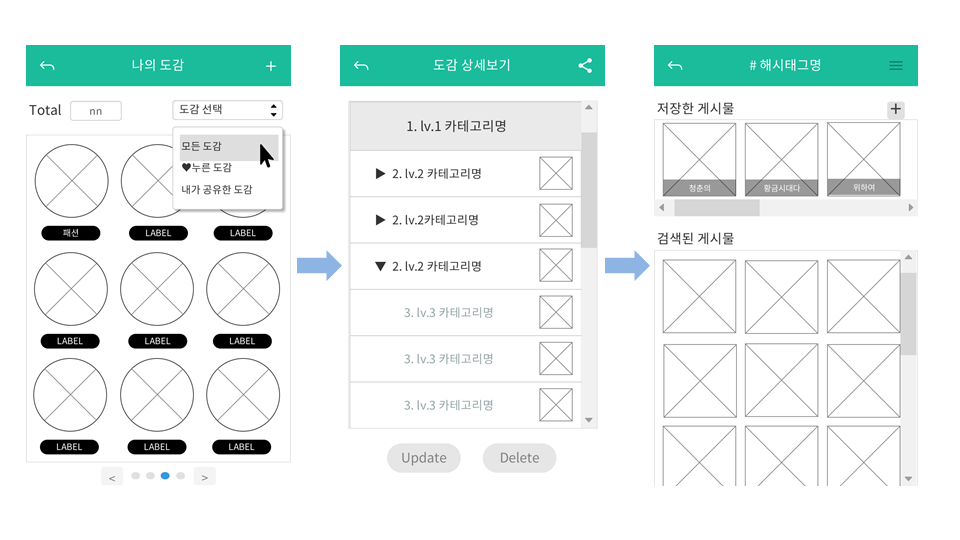 나의 도감
+
Total
nn
도감 선택
모든 도감
♥누른 도감
내가 공유한 도감
패션
LABEL
LABEL
LABEL
LABEL
LABEL
LABEL
LABEL
LABEL
<
>
도감 상세보기
1. lv.1 카테고리명
▶ 2. lv.2 카테고리명
▶ 2. lv.2카테고리명
▼ 2. lv.2 카테고리명
3. lv.3 카테고리명
3. lv.3 카테고리명
3. lv.3 카테고리명
Update
Delete
# 해시태그명
저장한 게시물
+
청춘의
황금시대다
위하여
검색된 게시물